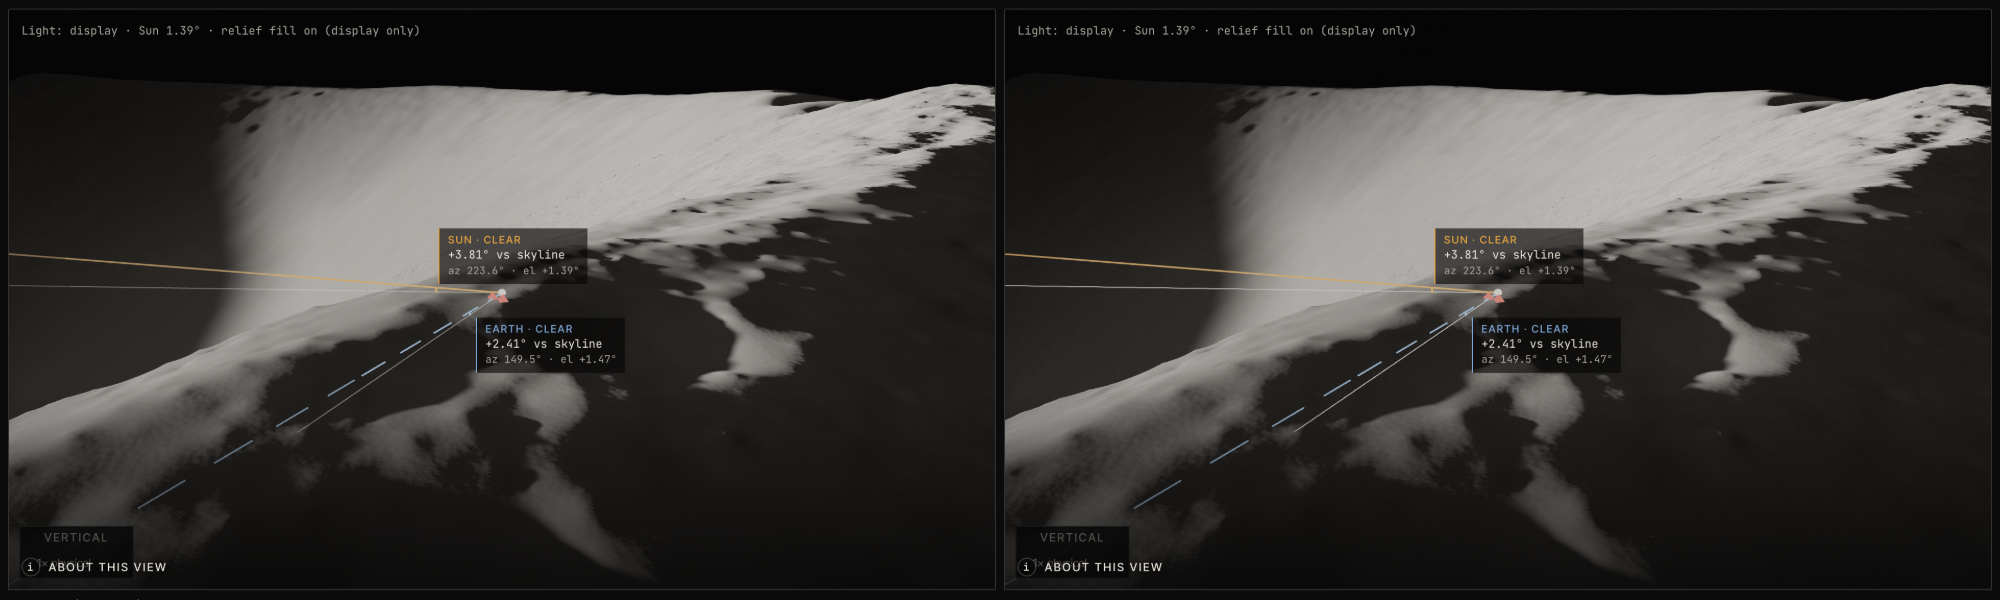 Light: display · Sun 1.39° · relief fill on (display only)
SUN · CLEAR
+3.81° vs skyline
az 223.6° · el +1.39°
EARTH · CLEAR
+2.41° vs skyline
az 149.5° · el +1.47°
VERTICAL
i ABOUT THIS VIEW
Light: display · Sun 1.39° · relief fill on (display only)
SUN · CLEAR
+3.81° vs skyline
az 223.6° · el +1.39°
EARTH · CLEAR
+2.41° vs skyline
az 149.5° · el +1.47°
VERTICAL
i ABOUT THIS VIEW